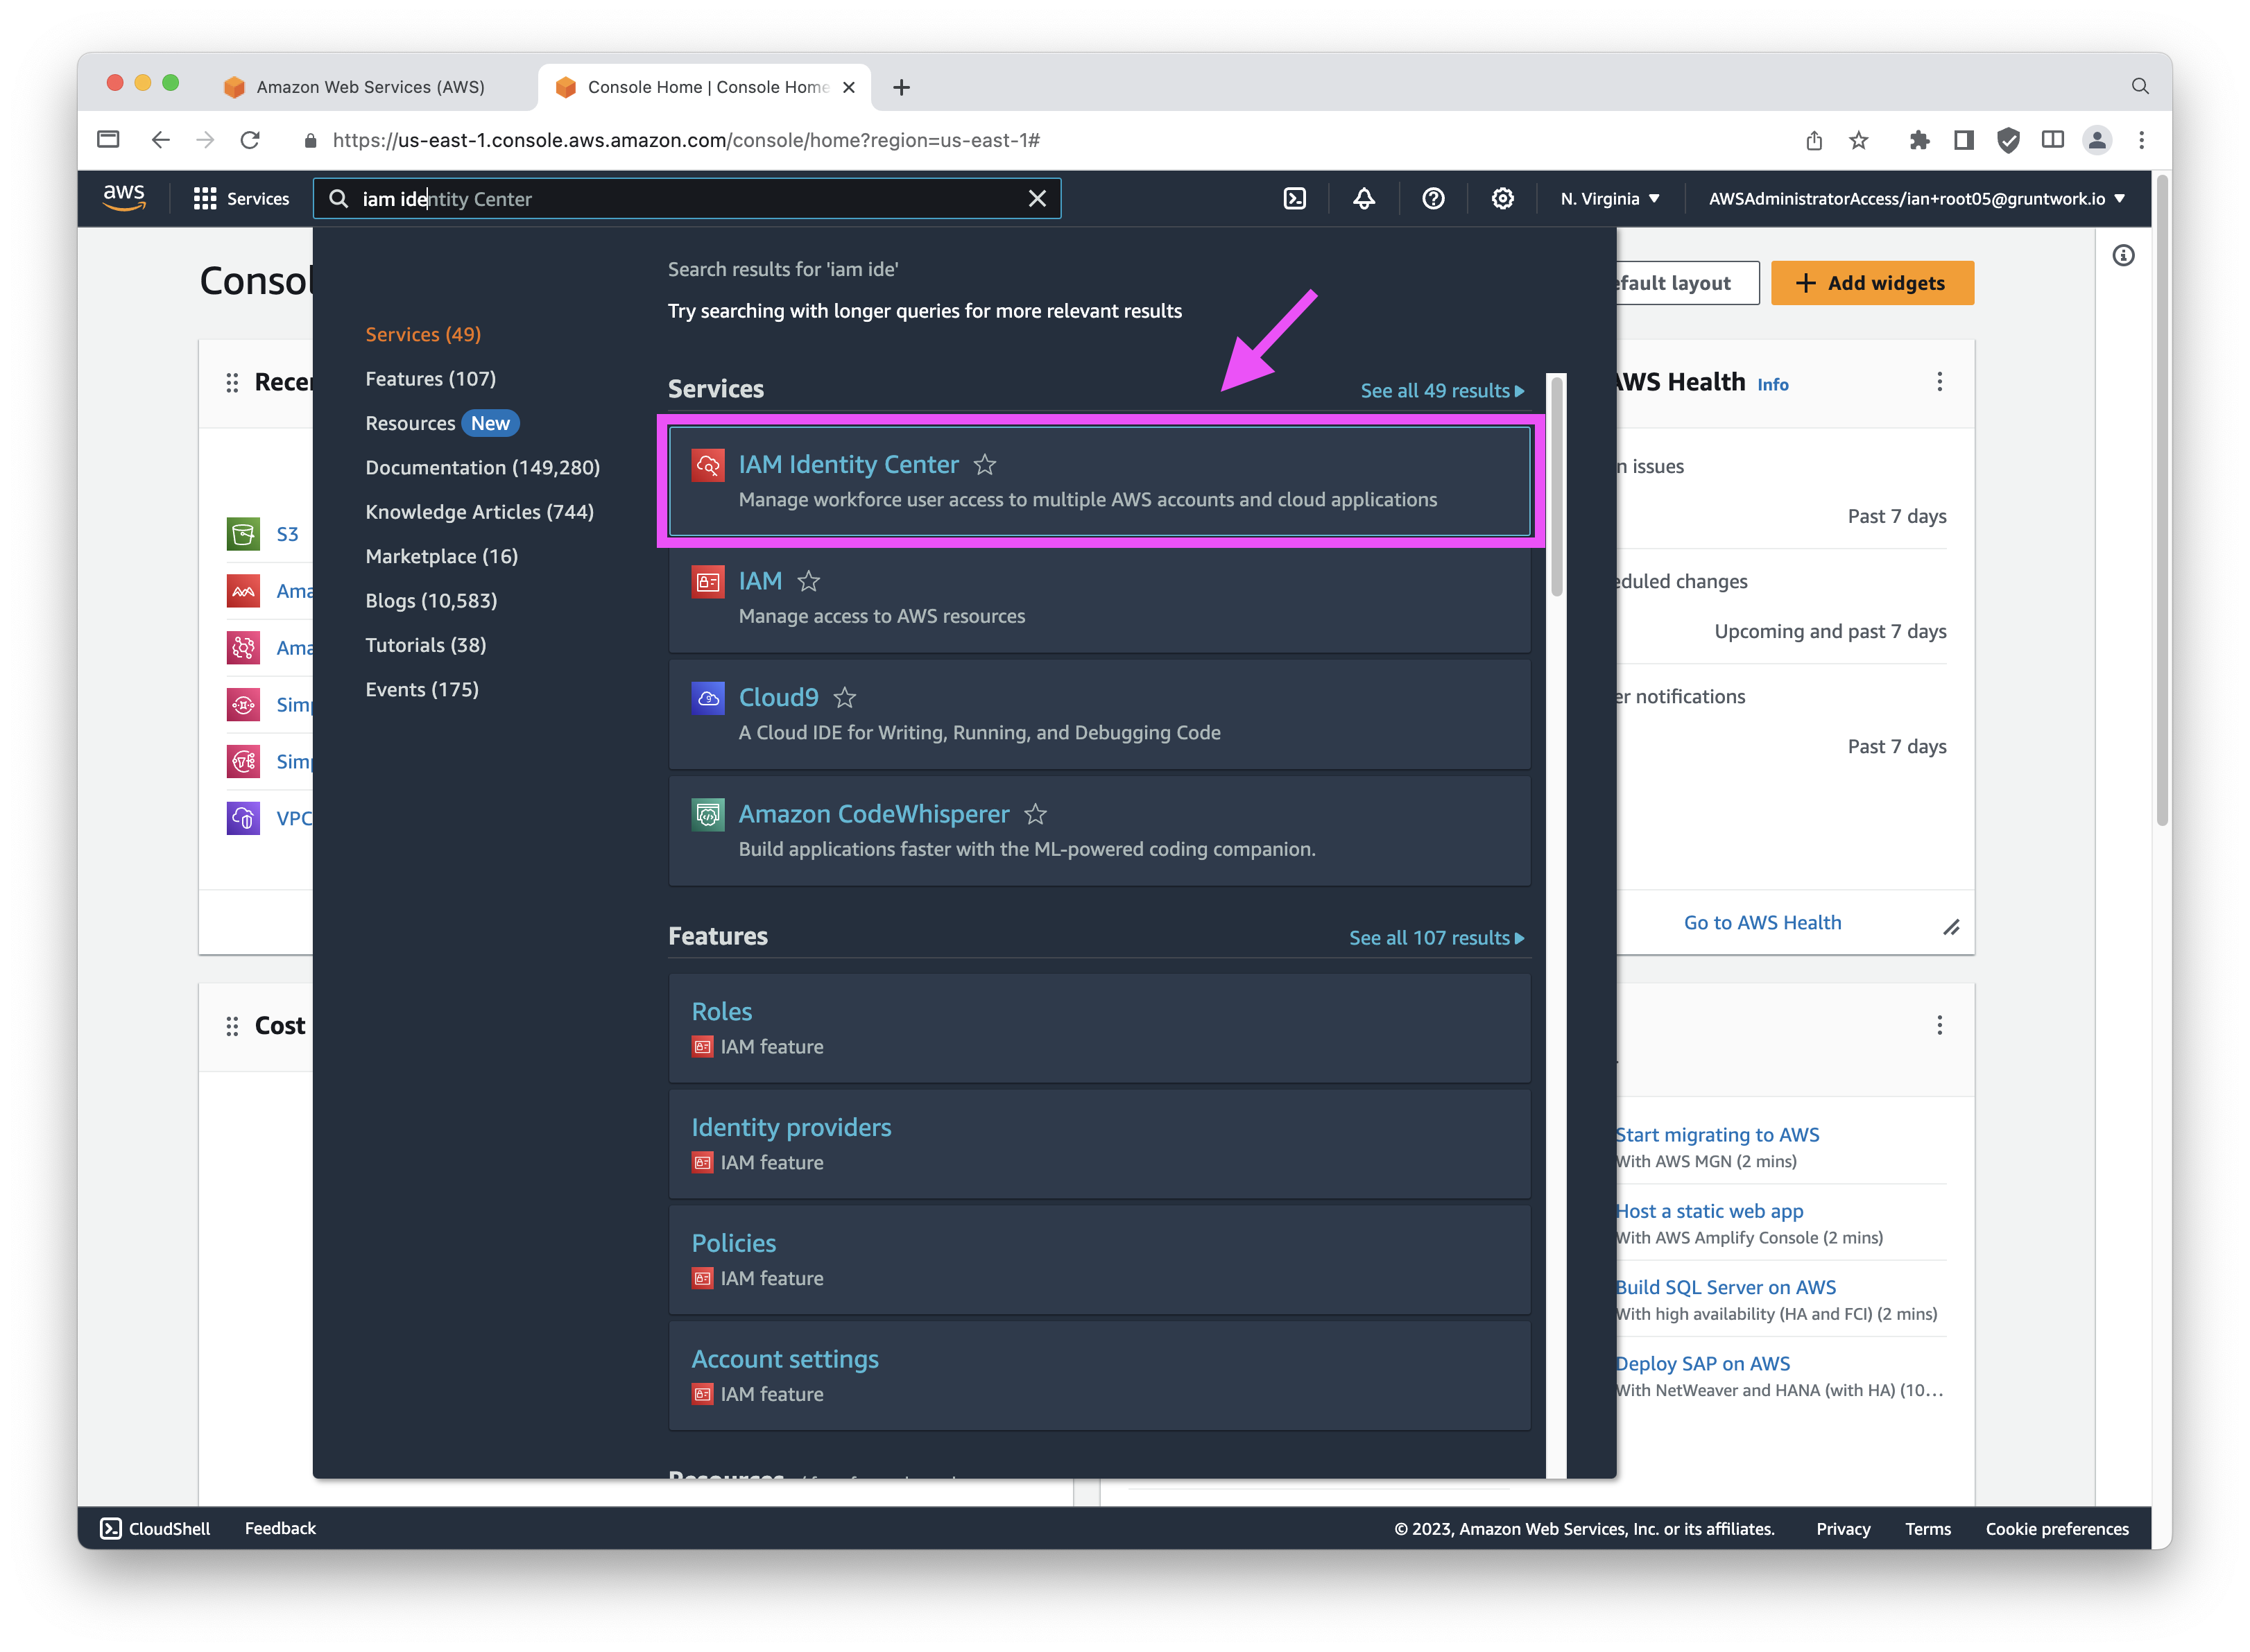 Amazon Web Services (AWS)
Console Home | Console Home
https://us-east-1.console.aws.amazon.com/console/home?region=us-east-1#
aws
Services
iam identity Center
N. Virginia
AWSAdministratorAccess/ian+root05@gruntwork.io
Consol
Search results for 'iam ide'
Try searching with longer queries for more relevant results
efault layout
+ Add widgets
Services (49)
Features (107)
Resources New
Documentation (149,280)
Knowledge Articles (744)
Marketplace (16)
Blogs (10,583)
Tutorials (38)
Events (175)
Services
See all 49 results
IAM Identity Center
Manage workforce user access to multiple AWS accounts and cloud applications
IAM
Manage access to AWS resources
Cloud9
A Cloud IDE for Writing, Running, and Debugging Code
Amazon CodeWhisperer
Build applications faster with the ML-powered coding companion.
Features
See all 107 results
Roles
IAM feature
Identity providers
IAM feature
Policies
IAM feature
Account settings
IAM feature
Resources
Recen
S3
Ama
Ama
Simp
Simp
VPC
Cost
AWS Health Info
n issues
Past 7 days
eduled changes
Upcoming and past 7 days
er notifications
Past 7 days
Go to AWS Health
Start migrating to AWS
With AWS MGN (2 mins)
Host a static web app
With AWS Amplify Console (2 mins)
Build SQL Server on AWS
With high availability (HA and FCI) (2 mins)
Deploy SAP on AWS
With NetWeaver and HANA (with HA) (10...
CloudShell
Feedback
© 2023, Amazon Web Services, Inc. or its affiliates.
Privacy
Terms
Cookie preferences